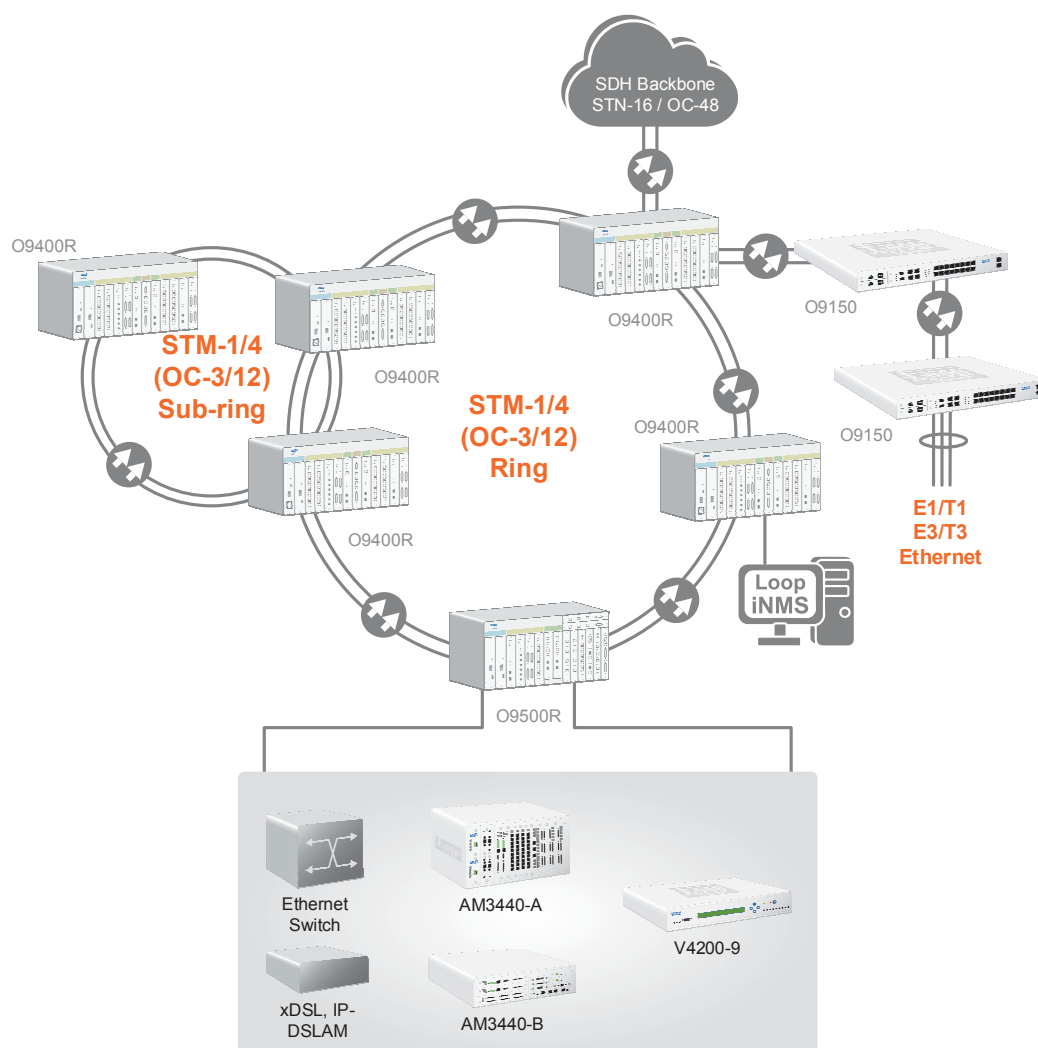 SDH Backbone
STN-16 / OC-48
O9400R
O9400R
O9150
STM-1/4
(OC-3/12)
Sub-ring
O9400R
STM-1/4
(OC-3/12)
Ring
O9400R
O9150
O9400R
E1/T1
E3/T3
Ethernet
Loop
iNMS
O9500R
Ethernet
Switch
AM3440-A
V4200-9
xDSL, IP-
DSLAM
AM3440-B